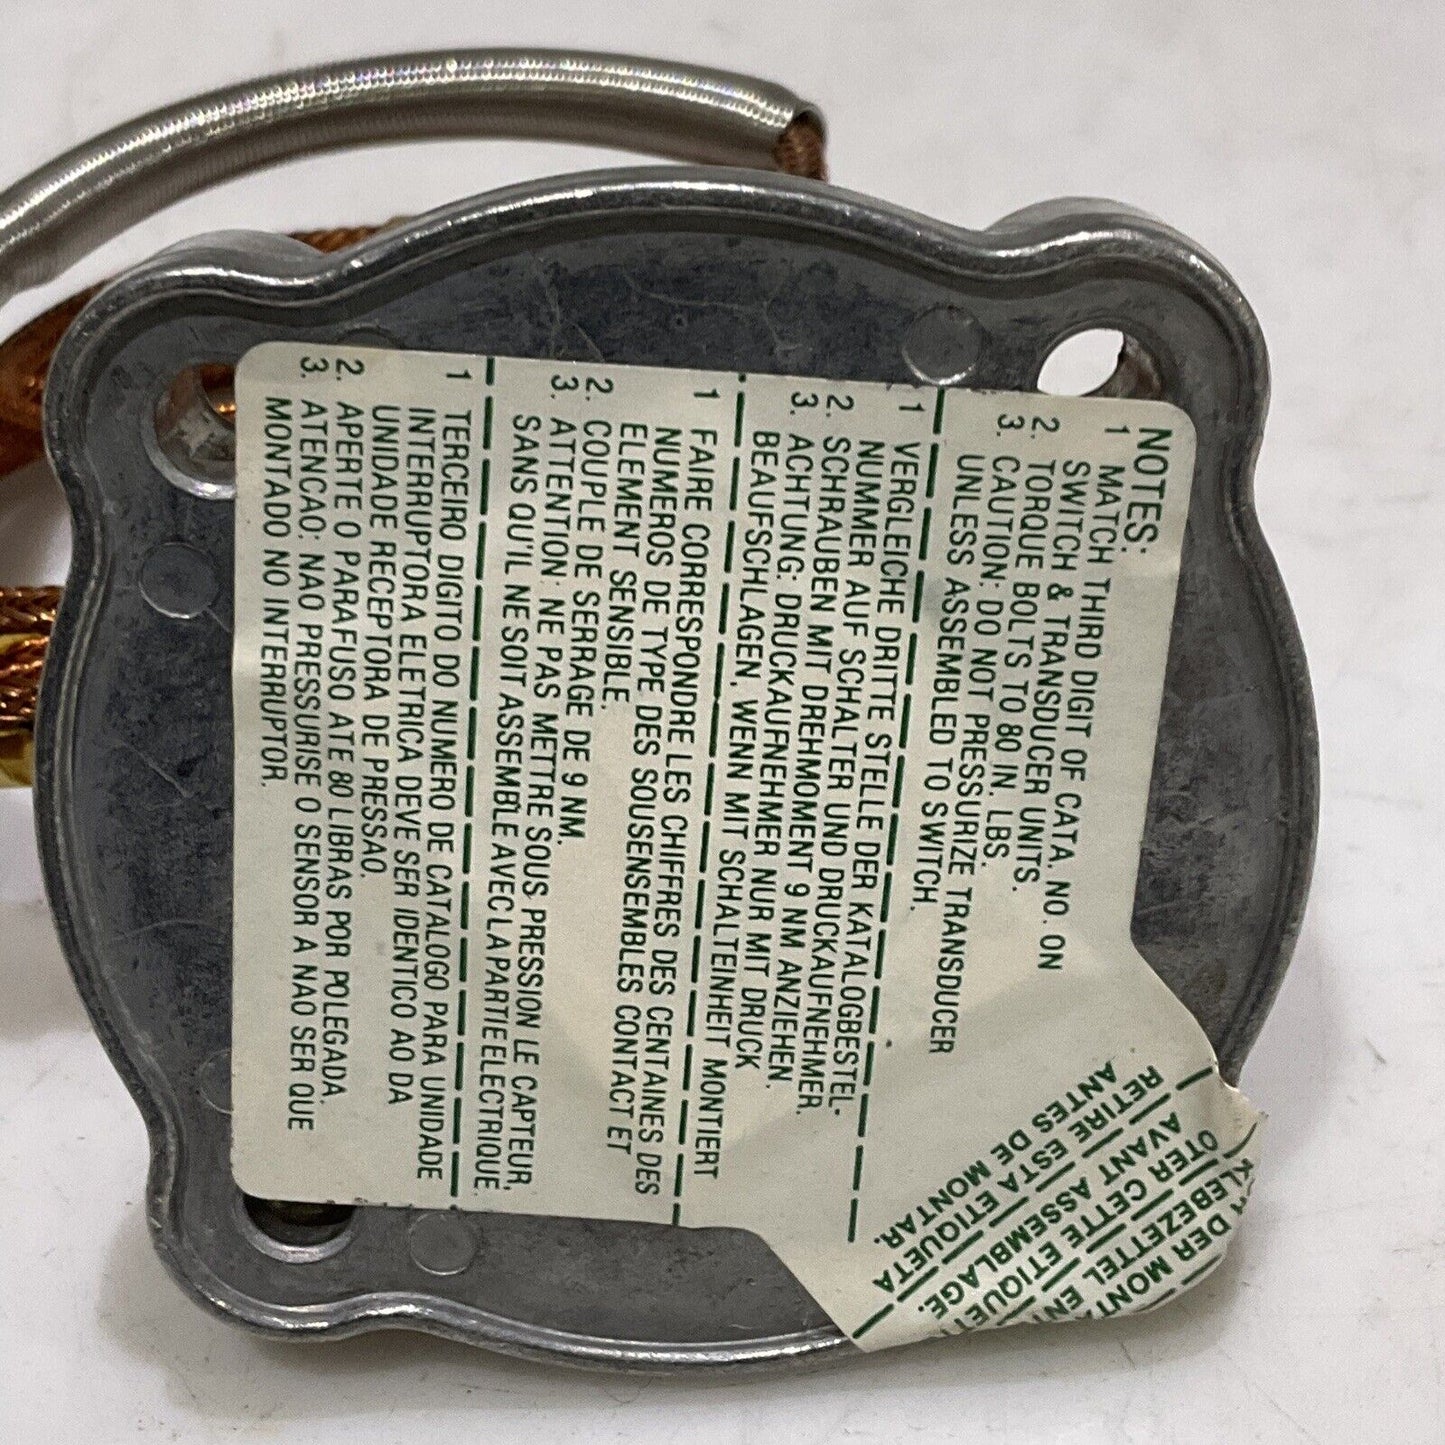 NOTES:
1 MATCH THIRD DIGIT OF CATA. NO. ON
SWITCH & TRANSDUCER UNITS.
2. TORQUE BOLTS TO 80 IN. LBS.
3. CAUTION: DO NOT PRESSURIZE TRANSDUCER
UNLESS ASSEMBLED TO SWITCH.
1 VERGLEICHE DRITTE STELLE DER KATALOGBESTEL-
NUMMER AUF SCHALTER UND DRUCKAUFNEHMER.
2. SCHRAUBEN MIT DREHMOMENT 9 NM ANZIEHEN.
3. ACHTUNG: DRUCKAUFNEHMER NUR MIT DRUCK
BEAUFSCHLAGEN, WENN MIT SCHALTEINHEIT MONTIERT
1 FAIRE CORRESPONDRE LES CHIFFRES DES CENTAINES DES
NUMEROS DE TYPE DES SOUSENSEMBLES CONTACT ET
ELEMENT SENSIBLE.
2. COUPLE DE SERRAGE DE 9 NM.
3. ATTENTION: NE PAS METTRE SOUS PRESSION LE CAPTEUR,
SANS QU'IL NE SOIT ASSEMBLÉ AVEC LA PARTIE ELECTRIQUE.
1 TERCEIRO DIGITO DO NUMERO DE CATALOGO PARA UNIDADE
INTERRUPTORA ELETRICA DEVE SER IDENTICO AO DA
UNIDADE RECEPTORA DE PRESSAO.
2. APERTE O PARAFUSO ATE 80 LIBRAS POR POLEGADA.
3. ATENCAO: NAO PRESSURISE O SENSOR A NAO SER QUE
MONTADO NO INTERRUPTOR.
DER MONTA
KLEBEZETTEL EN
OTER CETTE ETIQUE
AVANT ASSEMBLAGE.
RETIRE ESTA ETIQUETA
ANTES DE MONTAR.